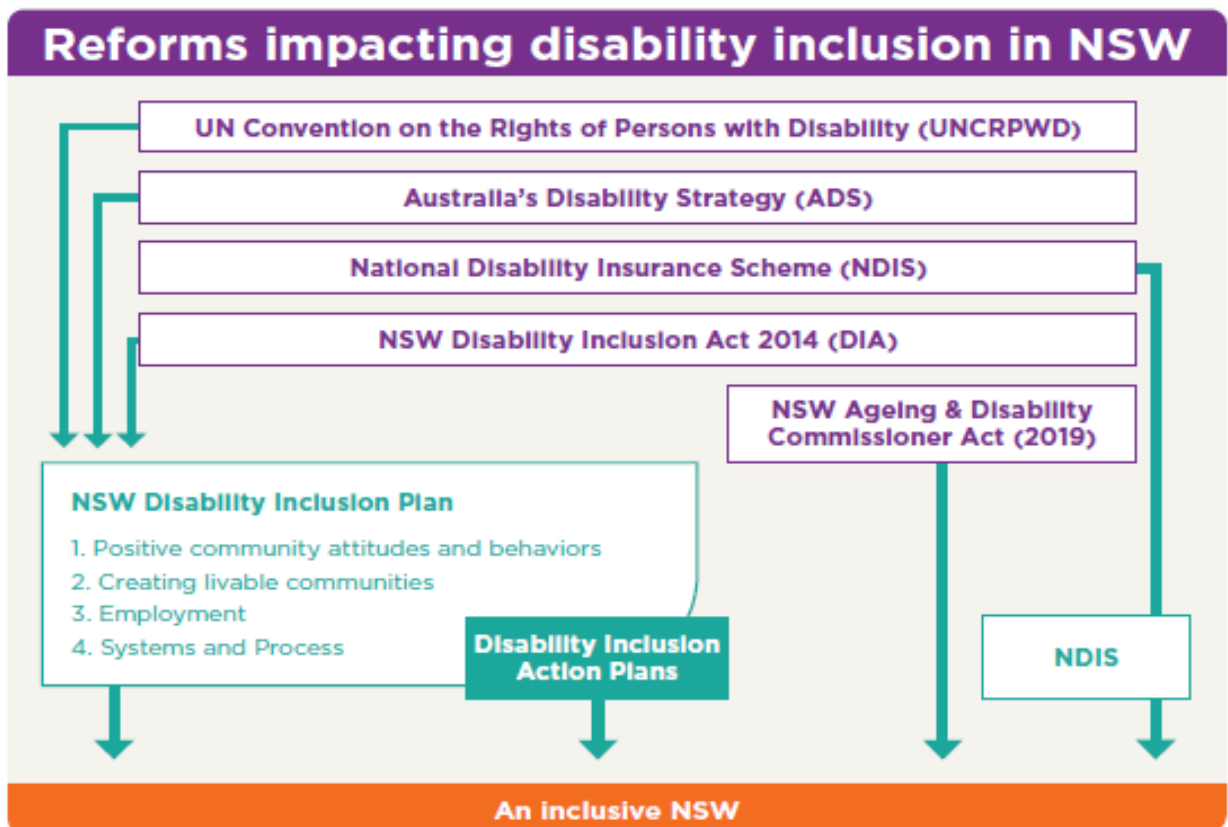 Reforms impacting disability inclusion in NSW
UN Convention on the Rights of Persons with Disability (UNCRPWD)
Australia's Disability Strategy (ADS)
National Disability Insurance Scheme (NDIS)
NSW Disability Inclusion Act 2014 (DIA)
NSW Ageing & Disability
Commissioner Act (2019)
NSW Disability Inclusion Plan
1. Positive community attitudes and behaviors
2. Creating livable communities
3. Employment
4. Systems and Process
Disability Inclusion
Action Plans
NDIS
An inclusive NSW